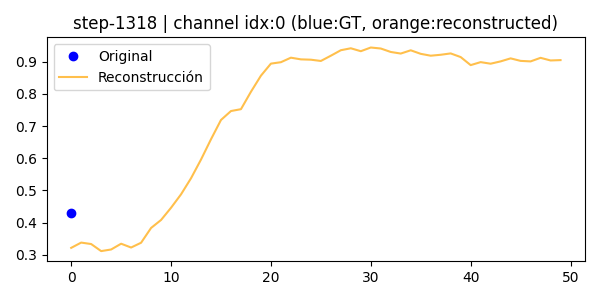 step-1318 | channel idx:0 (blue:GT, orange:reconstructed)
Original
Reconstrucción
0.9
0.8
0.7
0.6
0.5
0.4
0.3
0 10 20 30 40 50